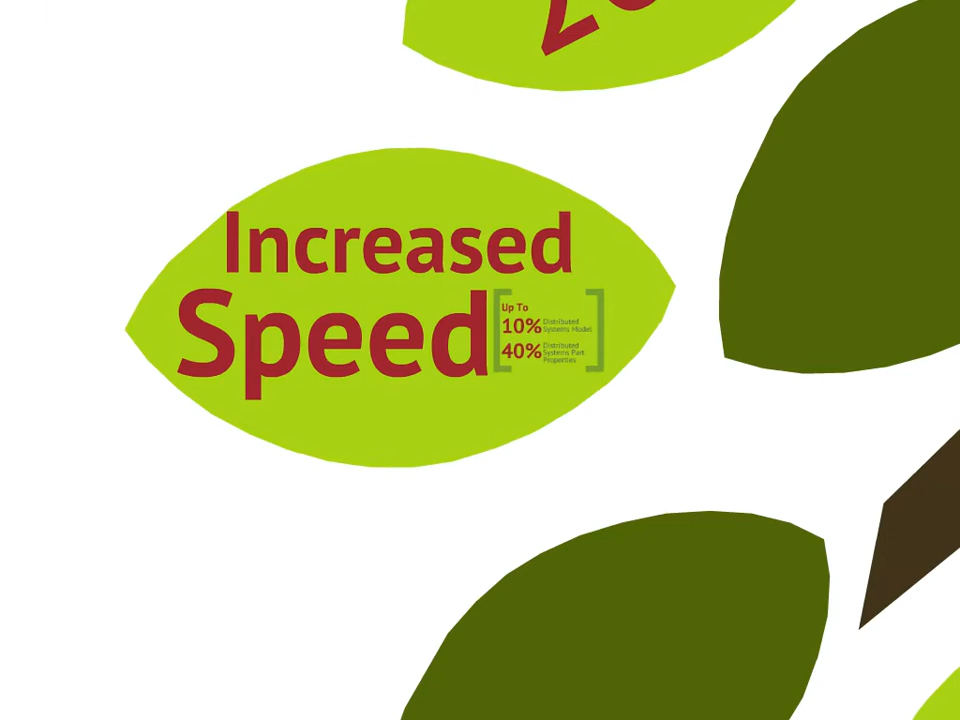 Increased
Speed
Up To
10% Distributed
Systems Model
40% Distributed
Systems Part
Properties